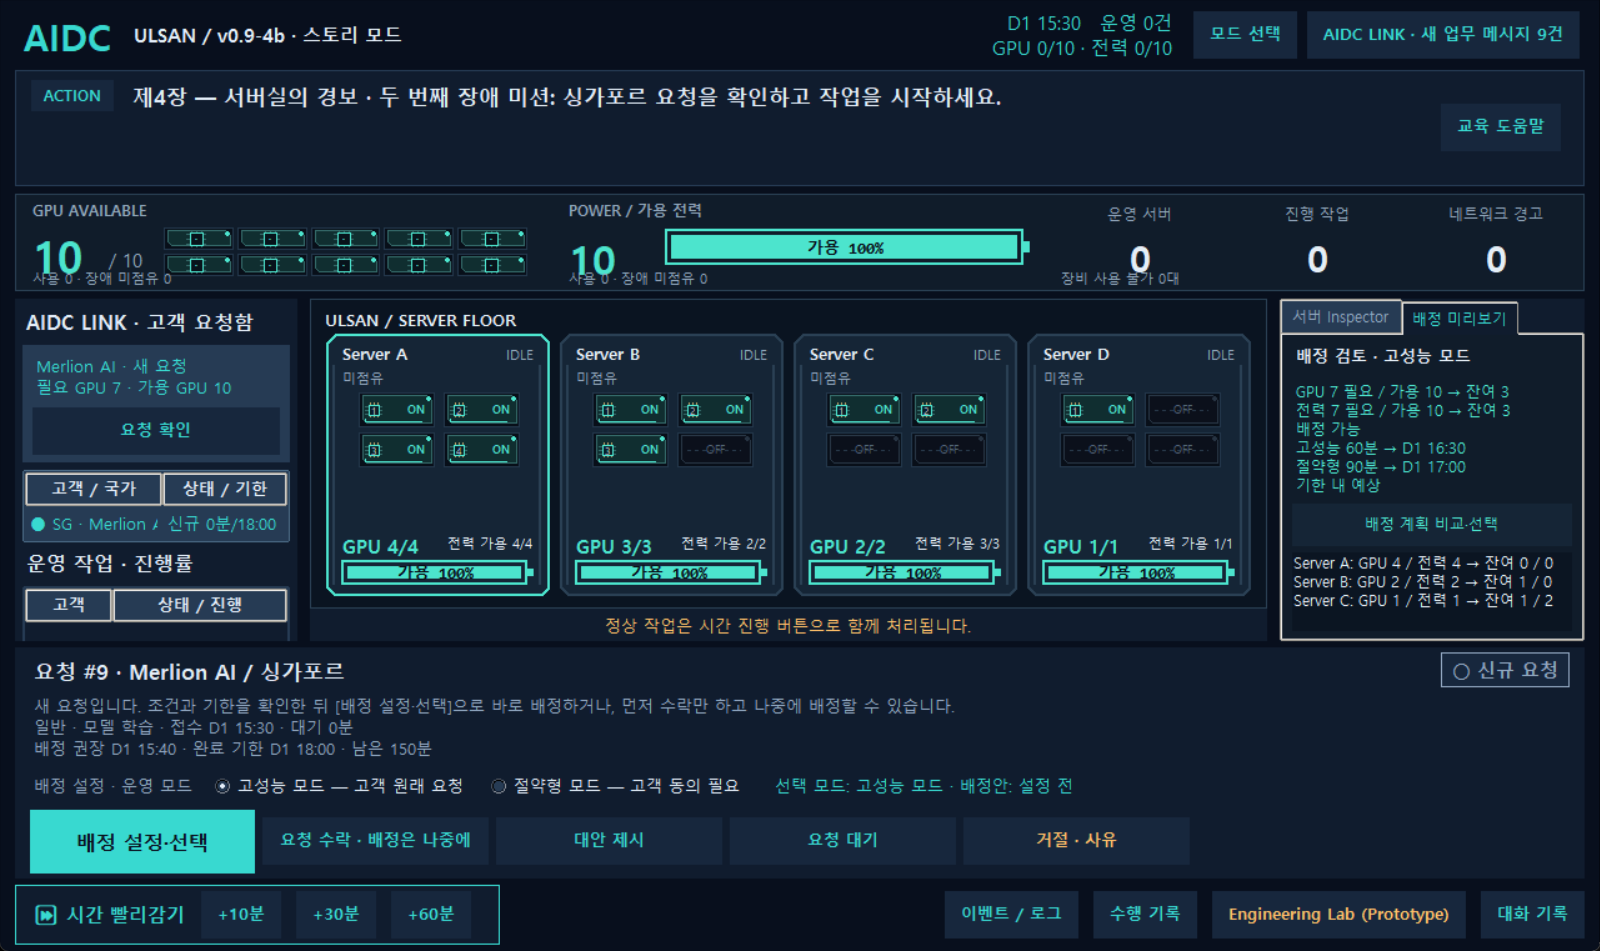 AIDC
ULSAN / v0.9-4b · 스토리 모드
D1 15:30 운영 0건
GPU 0/10 · 전력 0/10
모드 선택
AIDC LINK · 새 업무 메시지 9건
ACTION
제4장 — 서버실의 경보 · 두 번째 장애 미션: 싱가포르 요청을 확인하고 작업을 시작하세요.
교육 도움말
GPU AVAILABLE
10 / 10
사용 0 · 장애 미점유 0
POWER / 가용 전력
10
가용 100%
사용 0 · 장애 미점유 0
운영 서버
0
장비 사용 불가 0대
진행 작업
0
네트워크 경고
0
AIDC LINK · 고객 요청함
Merlion AI · 새 요청
필요 GPU 7 · 가용 GPU 10
요청 확인
고객 / 국가 상태 / 기한
SG · Merlion 신규 0분/18:00
운영 작업 · 진행률
고객 상태 / 진행
ULSAN / SERVER FLOOR
Server A IDLE
미점유
1 ON 2 ON
3 ON 4 ON
GPU 4/4 전력 가용 4/4
가용 100%
Server B IDLE
미점유
1 ON 2 ON
3 ON OFF
GPU 3/3 전력 가용 2/2
가용 100%
Server C IDLE
미점유
1 ON 2 ON
OFF OFF
GPU 2/2 전력 가용 3/3
가용 100%
Server D IDLE
미점유
1 ON OFF
OFF OFF
GPU 1/1 전력 가용 1/1
가용 100%
정상 작업은 시간 진행 버튼으로 함께 처리됩니다.
서버 Inspector
배정 미리보기
배정 검토 · 고성능 모드
GPU 7 필요 / 가용 10 → 잔여 3
전력 7 필요 / 가용 10 → 잔여 3
배정 가능
고성능 60분 → D1 16:30
절약형 90분 → D1 17:00
기한 내 예상
배정 계획 비교·선택
Server A: GPU 4 / 전력 4 → 잔여 0 / 0
Server B: GPU 2 / 전력 2 → 잔여 1 / 0
Server C: GPU 1 / 전력 1 → 잔여 1 / 2
요청 #9 · Merlion AI / 싱가포르
○ 신규 요청
새 요청입니다. 조건과 기한을 확인한 뒤 [배정 설정·선택]으로 바로 배정하거나, 먼저 수락만 하고 나중에 배정할 수 있습니다.
일반 · 모델 학습 · 접수 D1 15:30 · 대기 0분
배정 권장 D1 15:40 · 완료 기한 D1 18:00 · 남은 150분
배정 설정 · 운영 모드 고성능 모드 — 고객 원래 요청 절약형 모드 — 고객 동의 필요 선택 모드: 고성능 모드 · 배정안: 설정 전
배정 설정·선택
요청 수락 · 배정은 나중에
대안 제시
요청 대기
거절 · 사유
시간 빨리감기
+10분
+30분
+60분
이벤트 / 로그
수행 기록
Engineering Lab (Prototype)
대화 기록